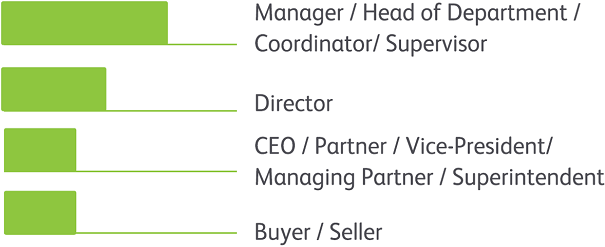 Manager / Head of Department /
Coordinator/ Supervisor
Director
CEO / Partner / Vice-President/
Managing Partner / Superintendent
Buyer / Seller